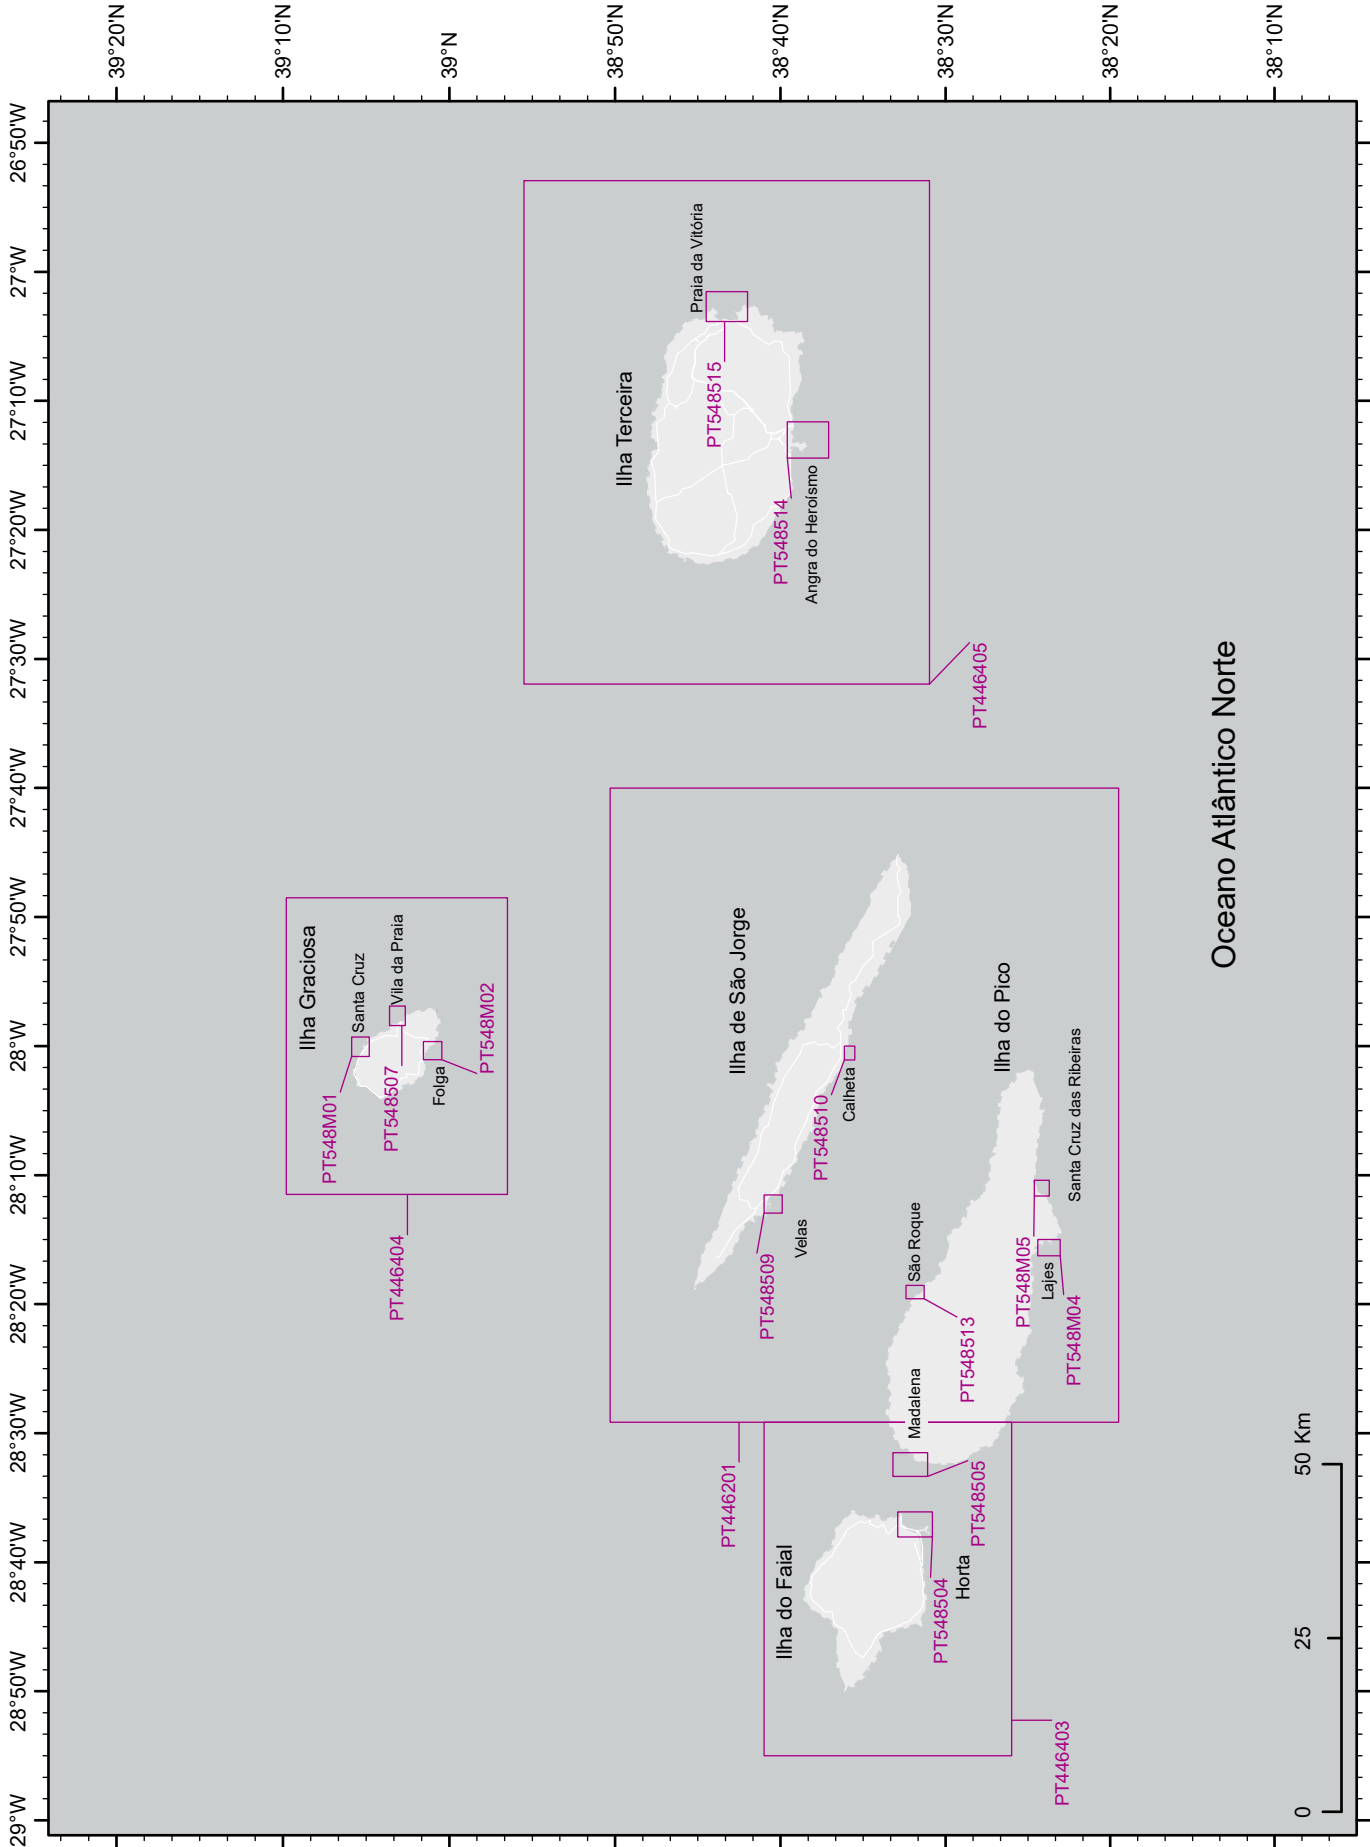 29°W
28°50'W
28°40'W
28°30'W
28°20'W
28°10'W
28°W
27°50'W
27°40'W
27°30'W
27°20'W
27°10'W
27°W
26°50'W
39°20'N
39°10'N
39°N
38°50'N
38°40'N
38°30'N
38°20'N
38°10'N
Ilha Graciosa
Santa Cruz
PT548M01
Vila da Praia
PT548507
Folga
PT548M02
PT446404
Ilha Terceira
Praia da Vitória
PT548515
PT548514
Angra do Heroísmo
PT446405
Ilha de São Jorge
PT548510
Calheta
PT548509
Velas
PT446201
Ilha do Pico
São Roque
PT548513
Madalena
PT548505
PT548M05
Santa Cruz das Ribeiras
Lajes
PT548M04
Ilha do Faial
PT548504
Horta
PT446403
Oceano Atlântico Norte
0
25
50 Km